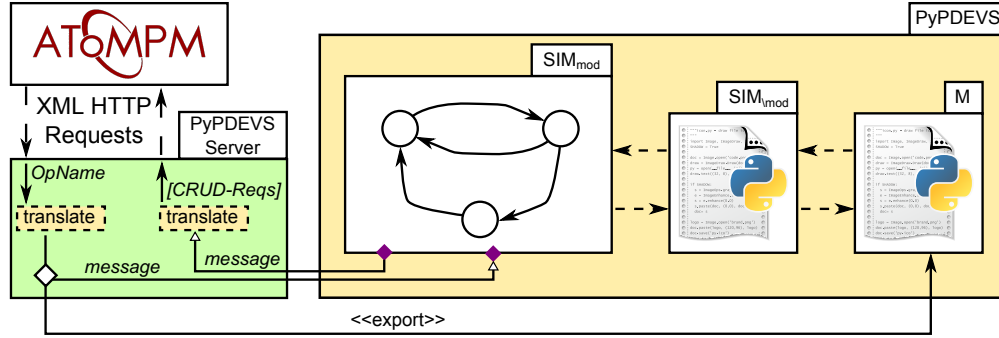 AToMPM
PyPDEVS
SIMmod
SIM\mod
M
XML HTTP
Requests
PyPDEVS
Server
OpName
[CRUD-Reqs]
translate
translate
message
message
<<export>>